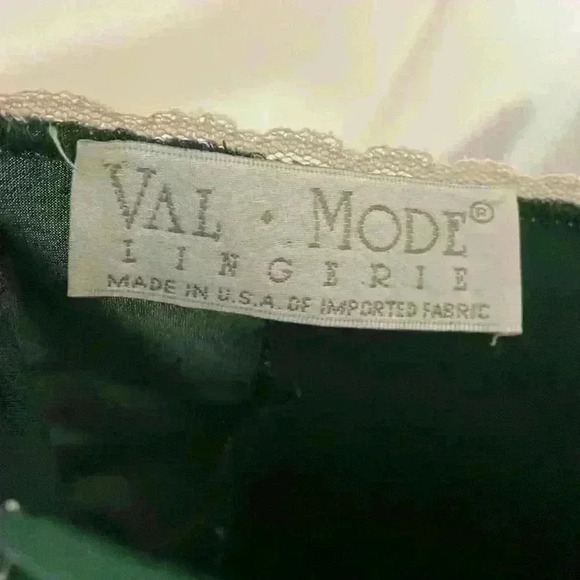 VAL · MODE®
LINGERIE
MADE IN U.S.A. OF IMPORTED FABRIC